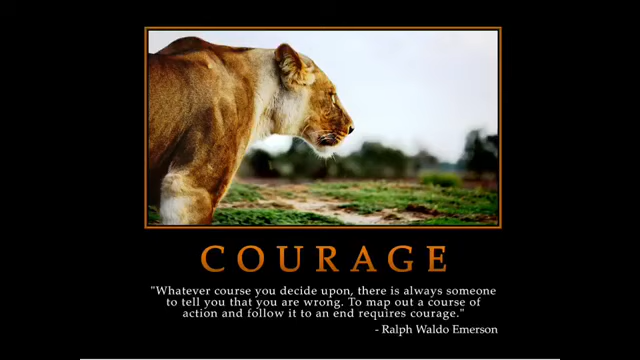 COURAGE
"Whatever course you decide upon, there is always someone
to tell you that you are wrong. To map out a course of
action and follow it to an end requires courage."
- Ralph Waldo Emerson